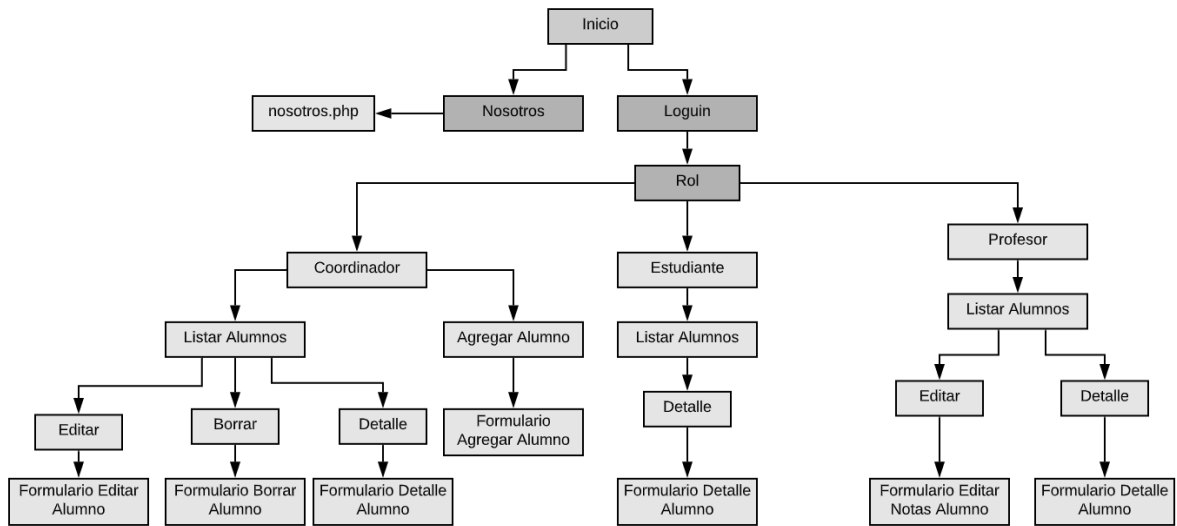 Inicio
nosotros.php
Nosotros
Loguin
Rol
Profesor
Coordinador
Estudiante
Listar Alumnos
Listar Alumnos
Agregar Alumno
Listar Alumnos
Editar
Detalle
Detalle
Editar
Borrar
Detalle
Formulario
Agregar Alumno
Formulario Editar
Alumno
Formulario Borrar
Alumno
Formulario Detalle
Alumno
Formulario Detalle
Alumno
Formulario Editar
Notas Alumno
Formulario Detalle
Alumno